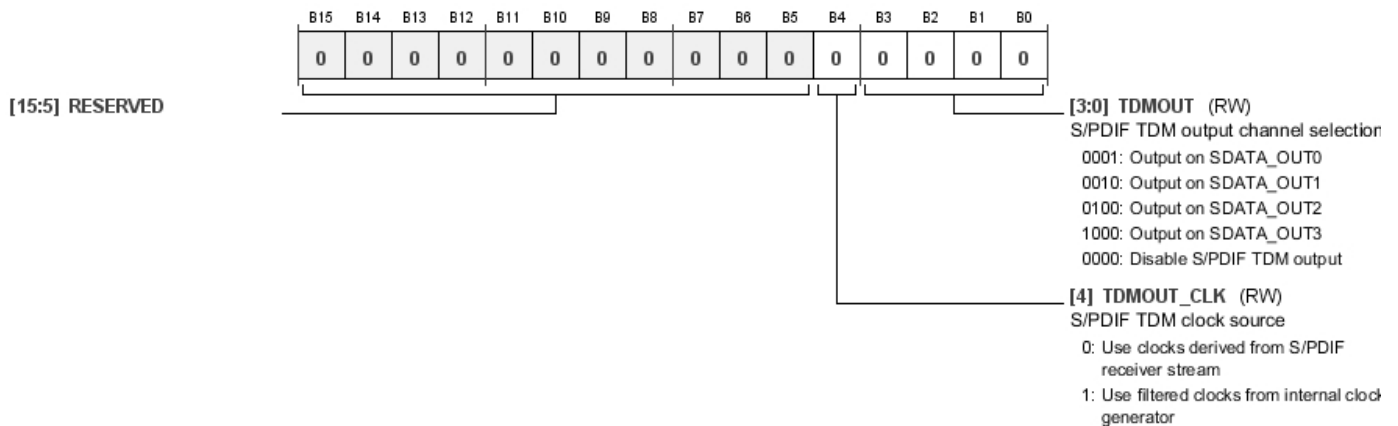 B15 B14 B13 B12 B11 B10 B9 B8 B7 B6 B5 B4 B3 B2 B1 B0
0 0 0 0 0 0 0 0 0 0 0 0 0 0 0 0
[15:5] RESERVED
[3:0] TDMOUT (RW)
S/PDIF TDM output channel selection
0001: Output on SDATA_OUT0
0010: Output on SDATA_OUT1
0100: Output on SDATA_OUT2
1000: Output on SDATA_OUT3
0000: Disable S/PDIF TDM output
[4] TDMOUT_CLK (RW)
S/PDIF TDM clock source
0: Use clocks derived from S/PDIF
receiver stream
1: Use filtered clocks from internal clock
generator